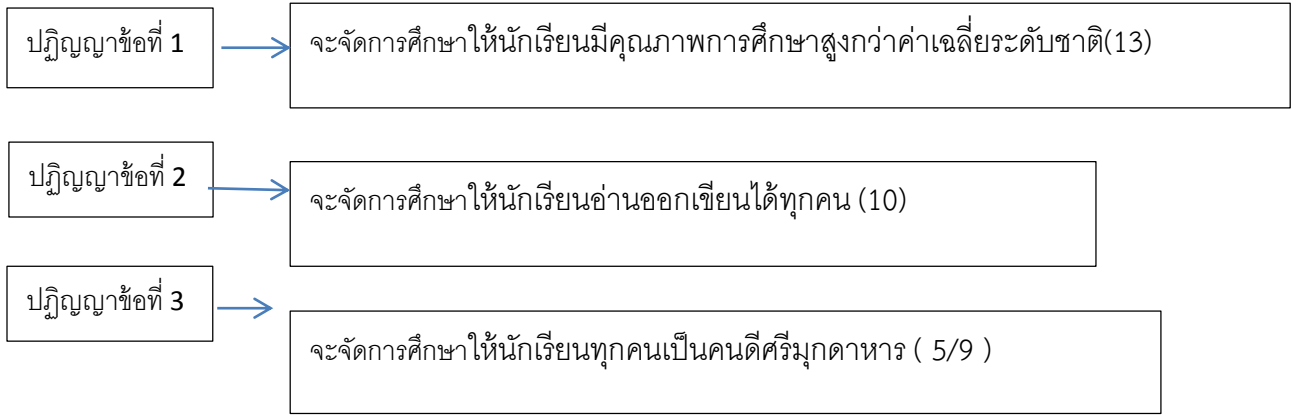 ปฏิญญาข้อที่ 1
จะจัดการศึกษาให้นักเรียนมีคุณภาพการศึกษาสูงกว่าค่าเฉลี่ยระดับชาติ(13)
ปฏิญญาข้อที่ 2
จะจัดการศึกษาให้นักเรียนอ่านออกเขียนได้ทุกคน (10)
ปฏิญญาข้อที่ 3
จะจัดการศึกษาให้นักเรียนทุกคนเป็นคนดีศรีมุกดาหาร ( 5/9 )